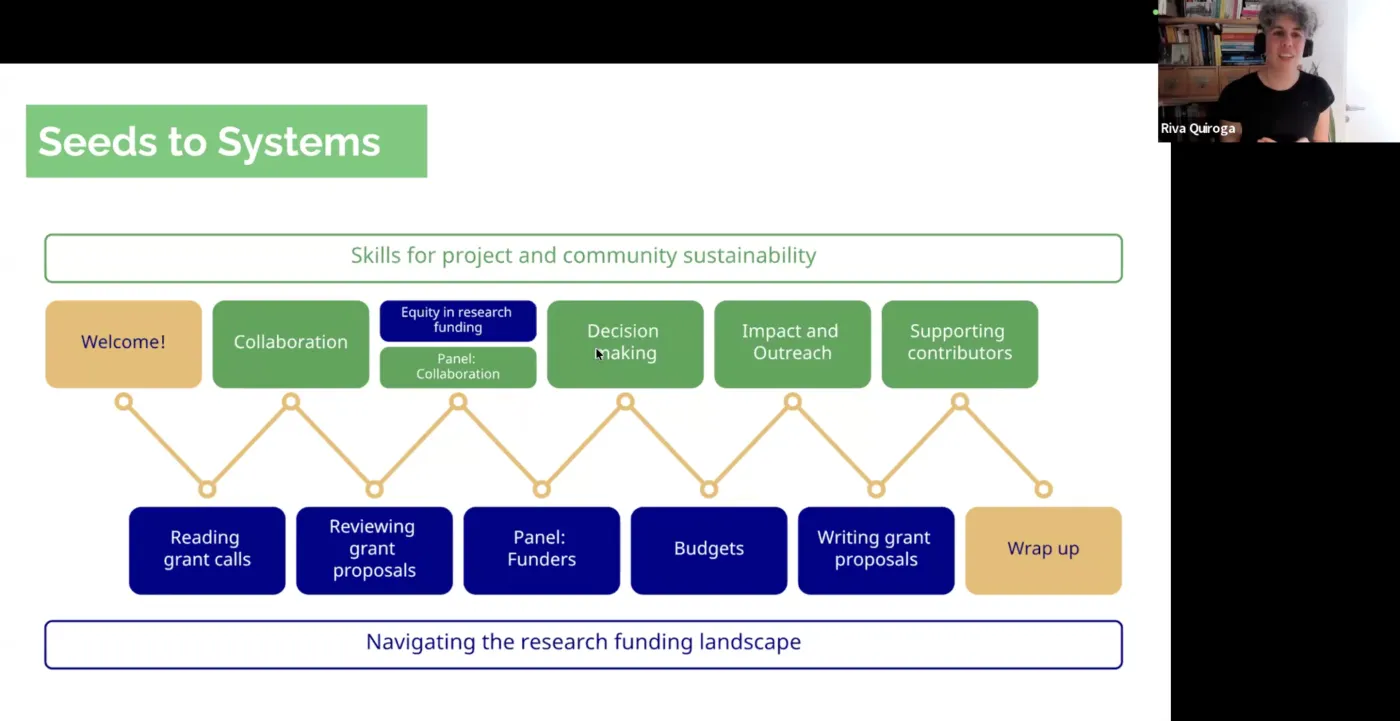 Riva Quiroga
Seeds to Systems
Skills for project and community sustainability
Welcome!
Collaboration
Equity in research
funding
Panel:
Collaboration
Decision
making
Impact and
Outreach
Supporting
contributors
Reading
grant calls
Reviewing
grant
proposals
Panel:
Funders
Budgets
Writing grant
proposals
Wrap up
Navigating the research funding landscape